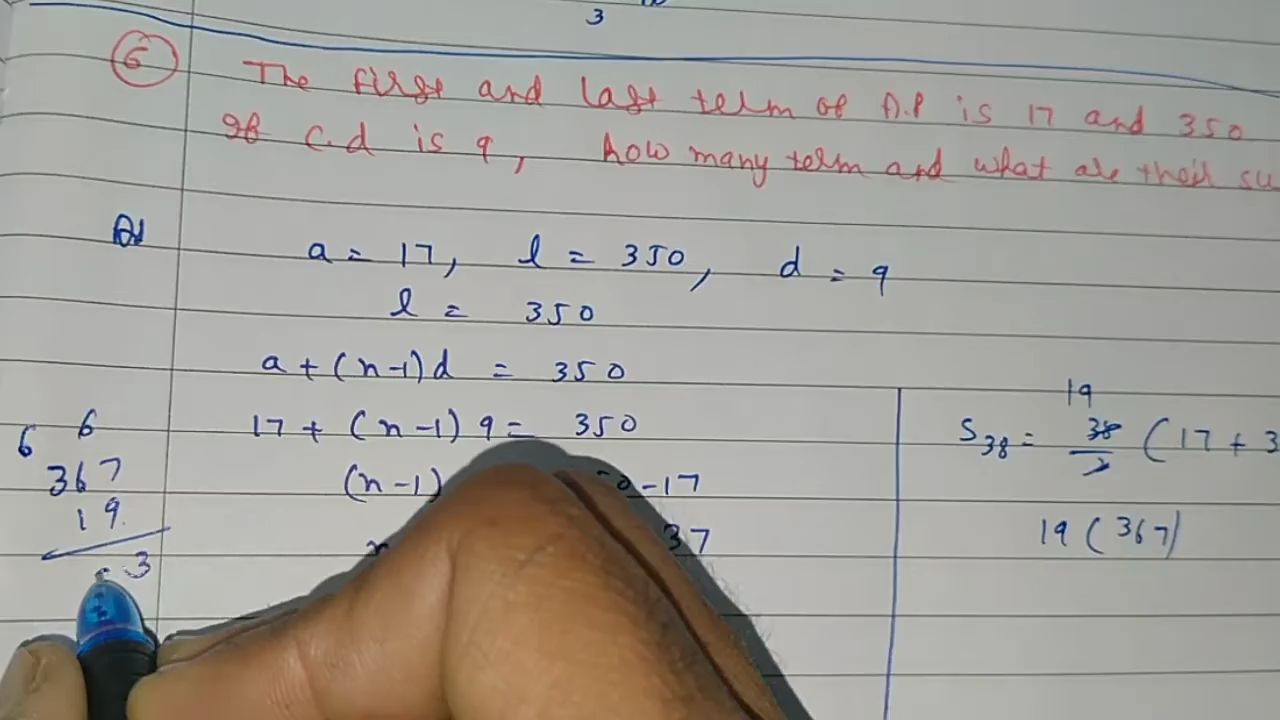 3
6 The first and last term of A.P is 17 and 350
If C.d is 9, how many term and what are their su
a = 17, l = 350, d = 9
l = 350
a + (n-1)d = 350
17 + (n-1) 9 = 350
(n-1) 0-17
37
6 6
367
19
3
19
S38 = 38/2 (17 + 3
19 (367)